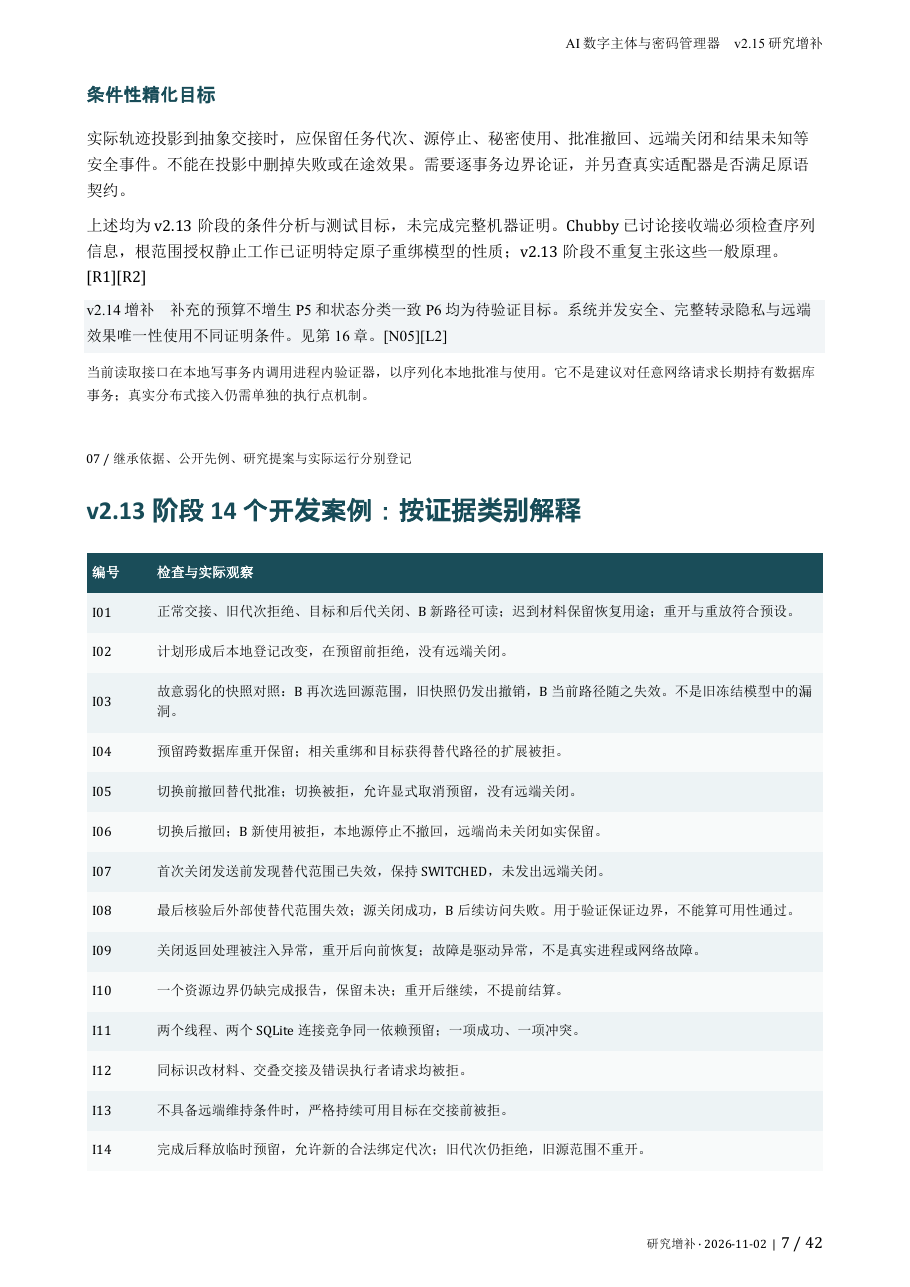 AI 数字主体与密码管理器 v2.15 研究增补
条件性精化目标
实际轨迹投影到抽象交接时，应保留任务代次、源停止、秘密使用、批准撤回、远端关闭和结果未知等
安全事件。不能在投影中删掉失败或在途效果。需要逐事务边界论证，并另查真实适配器是否满足原语
契约。
上述均为 v2.13 阶段的条件分析与测试目标，未完成完整机器证明。Chubby 已讨论接收端必须检查序列
信息，根范围授权静止工作已证明特定原子重绑模型的性质；v2.13 阶段不重复主张这些一般原理。
[R1][R2]
v2.14 增补 补充的预算不增生 P5 和状态分类一致 P6 均为待验证目标。系统并发安全、完整转录隐私与远端
效果唯一性使用不同证明条件。见第 16 章。[N05][L2]
当前读取接口在本地写事务内调用进程内验证器，以序列化本地批准与使用。它不是建议对任意网络请求长期持有数据库
事务；真实分布式接入仍需单独的执行点机制。
07 / 继承依据、公开先例、研究提案与实际运行分别登记
v2.13 阶段 14 个开发案例：按证据类别解释
编号 检查与实际观察
I01 正常交接、旧代次拒绝、目标和后代关闭、B 新路径可读；迟到材料保留恢复用途；重开与重放符合预设。
I02 计划形成后本地登记改变，在预留前拒绝，没有远端关闭。
I03 故意弱化的快照对照：B 再次选回源范围，旧快照仍发出撤销，B 当前路径随之失效。不是旧冻结模型中的漏
洞。
I04 预留跨数据库重开保留；相关重绑和目标获得替代路径的扩展被拒。
I05 切换前撤回替代批准；切换被拒，允许显式取消预留，没有远端关闭。
I06 切换后撤回；B 新使用被拒，本地源停止不撤回，远端尚未关闭如实保留。
I07 首次关闭发送前发现替代范围已失效，保持 SWITCHED，未发出远端关闭。
I08 最后核验后外部使替代范围失效；源关闭成功，B 后续访问失败。用于验证保证边界，不能算可用性通过。
I09 关闭返回处理被注入异常，重开后向前恢复；故障是驱动异常，不是真实进程或网络故障。
I10 一个资源边界仍缺完成报告，保留未决；重开后继续，不提前结算。
I11 两个线程、两个 SQLite 连接竞争同一依赖预留；一项成功、一项冲突。
I12 同标识改材料、交叠交接及错误执行者请求均被拒。
I13 不具备远端维持条件时，严格持续可用目标在交接前被拒。
I14 完成后释放临时预留，允许新的合法绑定代次；旧代次仍拒绝，旧源范围不重开。
研究增补 · 2026-11-02 | 7 / 42